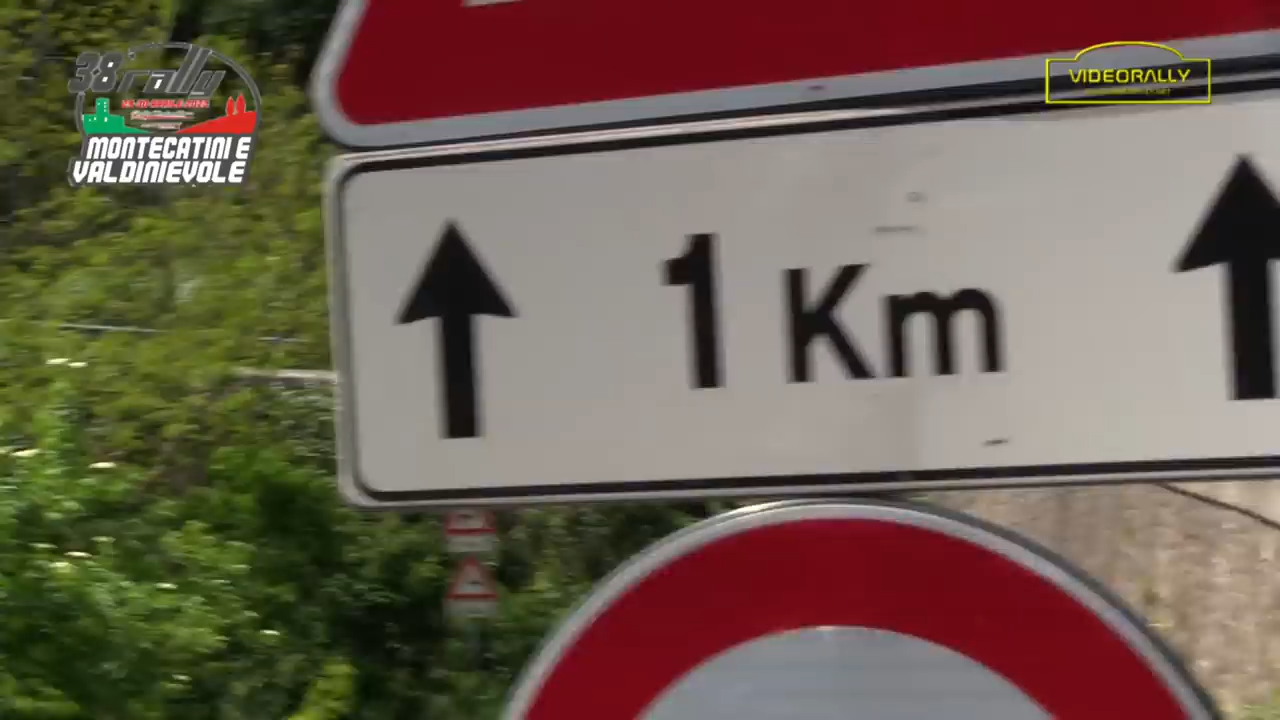 38° rally
MONTECATINI E
VALDINIEVOLE
VIDEORALLY
1 Km